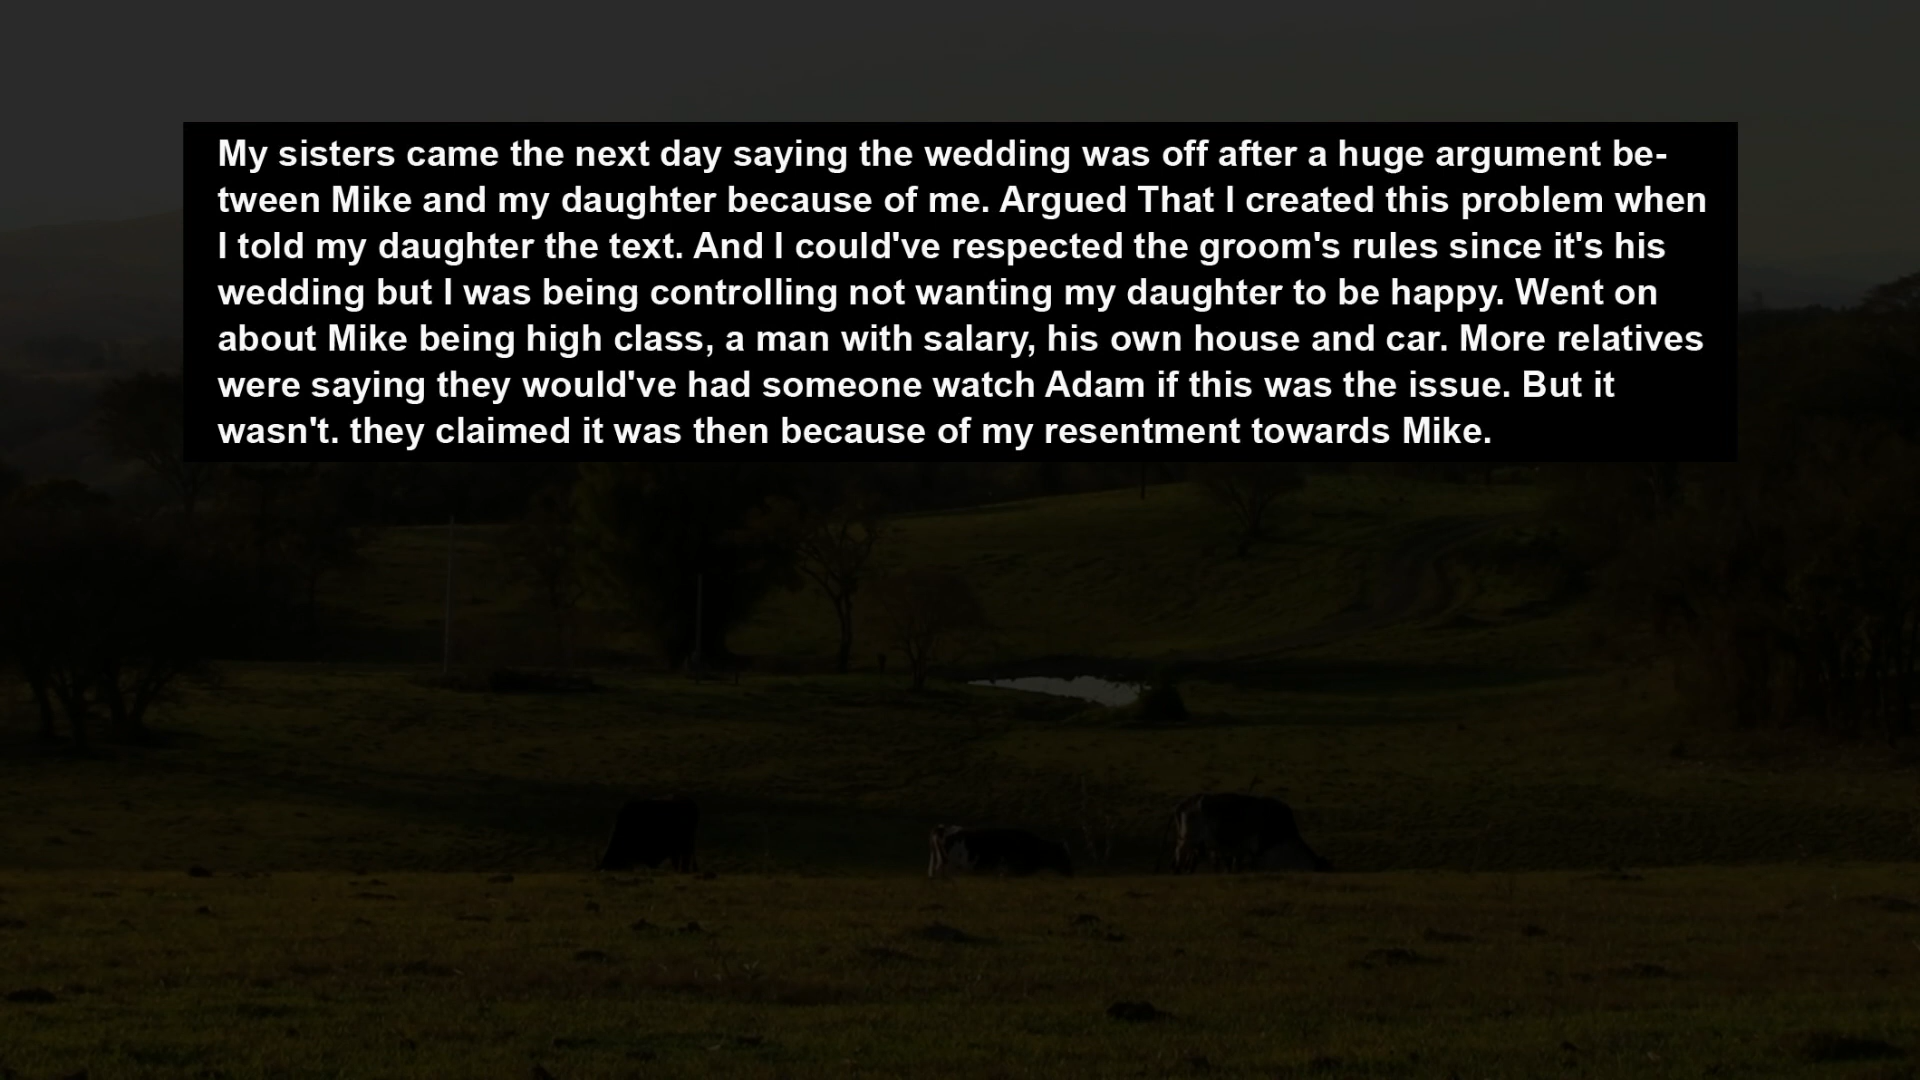 My sisters came the next day saying the wedding was off after a huge argument be-
tween Mike and my daughter because of me. Argued That I created this problem when
I told my daughter the text. And I could've respected the groom's rules since it's his
wedding but I was being controlling not wanting my daughter to be happy. Went on
about Mike being high class, a man with salary, his own house and car. More relatives
were saying they would've had someone watch Adam if this was the issue. But it
wasn't. they claimed it was then because of my resentment towards Mike.